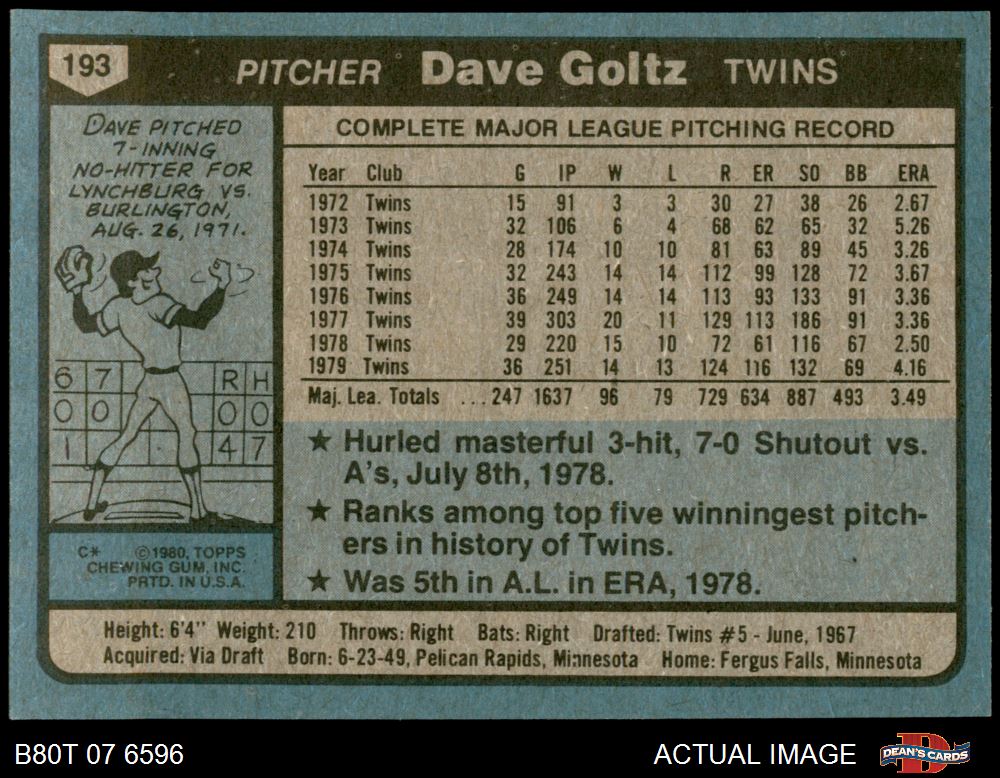 193 PITCHER Dave Goltz TWINS
DAVE PITCHED
7-INNING
NO-HITTER FOR
LYNCHBURG VS.
BURLINGTON,
AUG. 26, 1971.
6 7 R H
0 0 0 0
1 4 7
C* ©1980, TOPPS
CHEWING GUM, INC.
PRTD. IN U.S.A.
COMPLETE MAJOR LEAGUE PITCHING RECORD
Year Club G IP W L R ER SO BB ERA
1972 Twins 15 91 3 3 30 27 38 26 2.67
1973 Twins 32 106 6 4 68 62 65 32 5.26
1974 Twins 28 174 10 10 81 63 89 45 3.26
1975 Twins 32 243 14 14 112 99 128 72 3.67
1976 Twins 36 249 14 14 113 93 133 91 3.36
1977 Twins 39 303 20 11 129 113 186 91 3.36
1978 Twins 29 220 15 10 72 61 116 67 2.50
1979 Twins 36 251 14 13 124 116 132 69 4.16
Maj. Lea. Totals ...247 1637 96 79 729 634 887 493 3.49
★ Hurled masterful 3-hit, 7-0 Shutout vs.
A's, July 8th, 1978.
★ Ranks among top five winningest pitch-
ers in history of Twins.
★ Was 5th in A.L. in ERA, 1978.
Height: 6'4" Weight: 210 Throws: Right Bats: Right Drafted: Twins #5 - June, 1967
Acquired: Via Draft Born: 6-23-49, Pelican Rapids, Minnesota Home: Fergus Falls, Minnesota
B80T 07 6596 ACTUAL IMAGE D DEAN'S CARDS